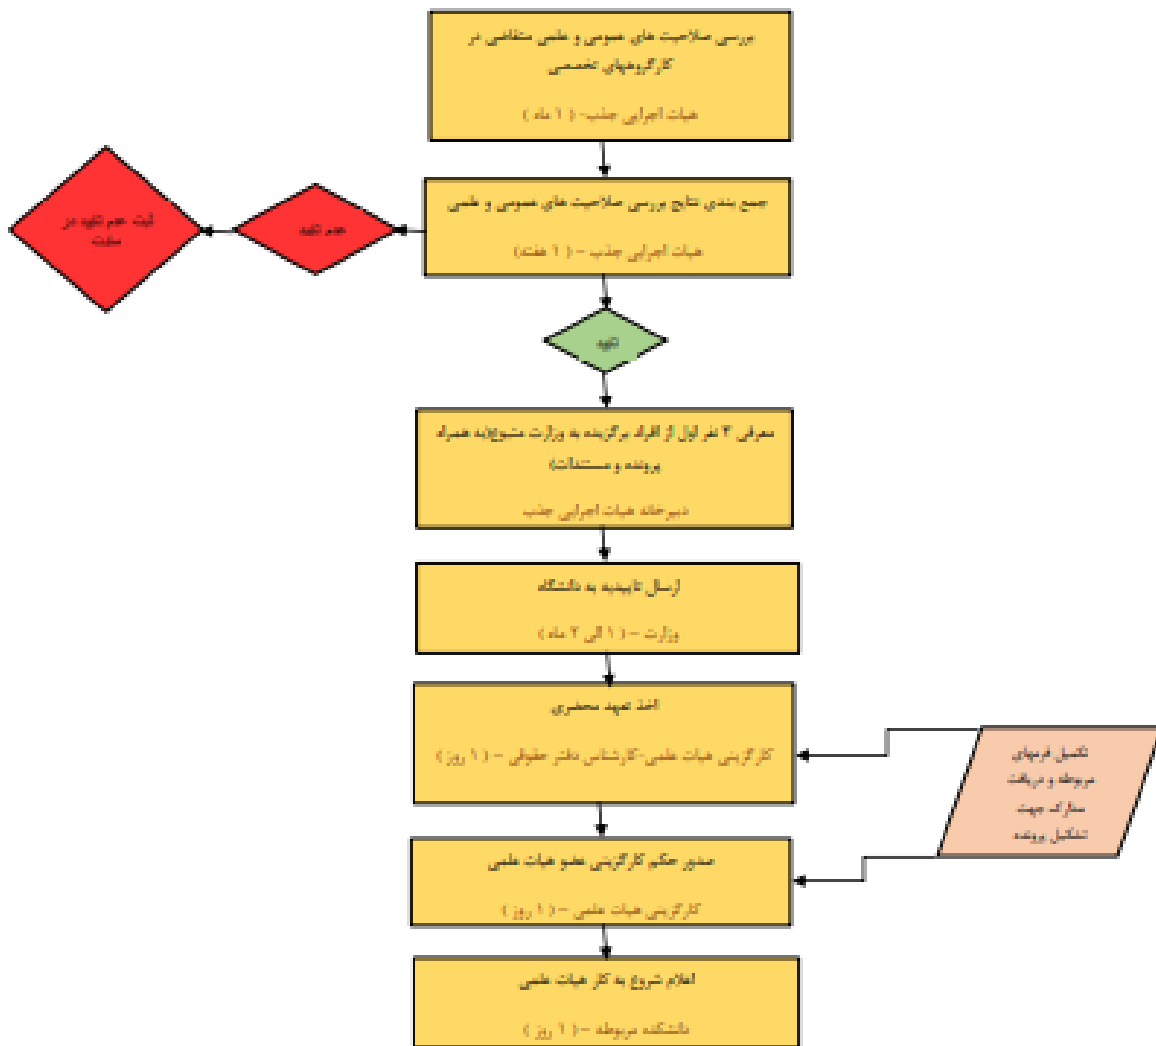 بررسی صلاحیت های عمومی و علمی متقاضی در
کارگروههای تخصصی
هیات اجرایی جذب- ( ۱ ماه )
جمع بندی نتایج بررسی صلاحیت های عمومی و علمی
هیات اجرایی جذب – ( ۱ هفته)
عدم تائید
ثبت عدم تائید در
سایت
تائید
معرفی ۳ نفر اول از افراد برگزیده به وزارت متبوع(به همراه
پرونده و مستندات)
دبیرخانه هیات اجرایی جذب
ارسال تاییدیه به دانشگاه
وزارت – ( ۱ الی ۲ ماه )
اخذ تعهد محضری
کارگزینی هیات علمی-کارشناس دفتر حقوقی – ( ۱ روز )
تکمیل فرمهای
مربوطه و دریافت
مدارک جهت
تشکیل پرونده
صدور حکم کارگزینی عضو هیات علمی
کارگزینی هیات علمی – ( ۱ روز )
اعلام شروع به کار هیات علمی
دانشکده مربوطه – ( ۱ روز )